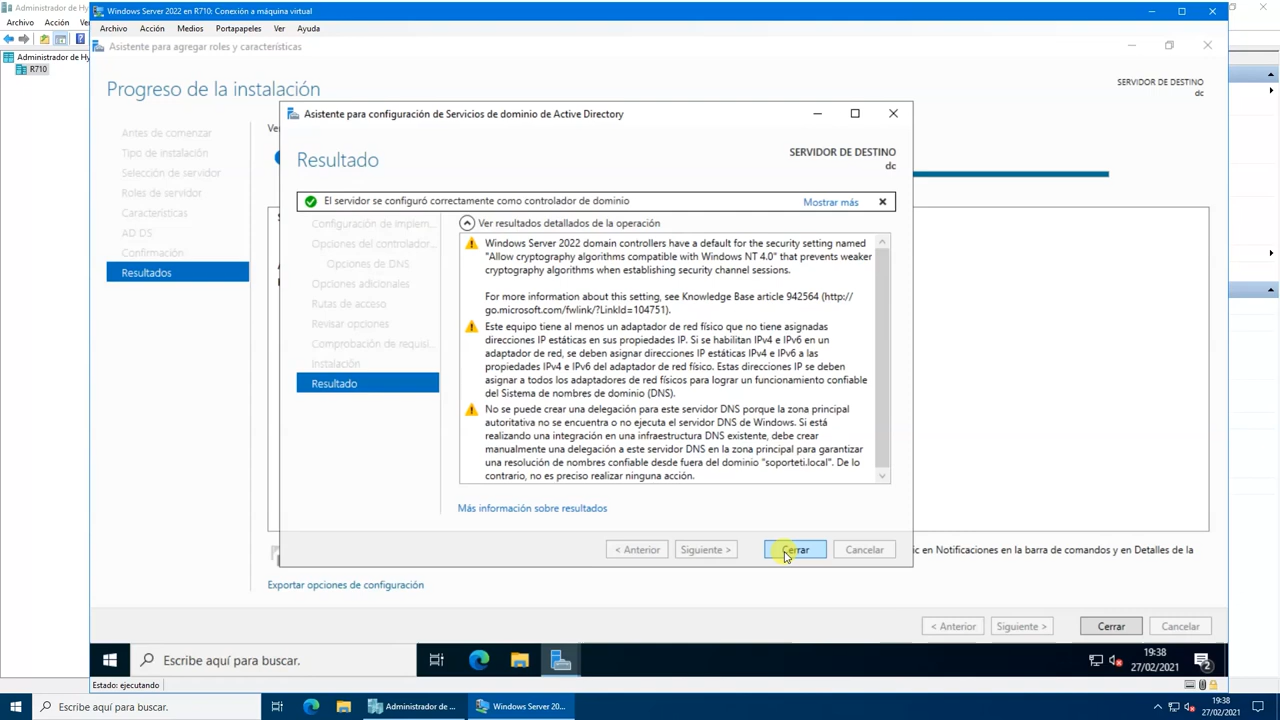 Administrador de Hy
Archivo Acción
Administrador de Hy
R710
Windows Server 2022 en R710: Conexión a máquina virtual
Archivo Acción Medios Portapapeles Ver Ayuda
Asistente para agregar roles y características
Progreso de la instalación
SERVIDOR DE DESTINO
dc
Antes de comenzar
Tipo de instalación
Selección de servidor
Roles de servidor
Características
AD DS
Confirmación
Resultados
Ve
Asistente para configuración de Servicios de dominio de Active Directory
Resultado
SERVIDOR DE DESTINO
dc
El servidor se configuró correctamente como controlador de dominio
Mostrar más
Configuración de implem...
Opciones del controlador...
Opciones de DNS
Opciones adicionales
Rutas de acceso
Revisar opciones
Comprobación de requisi...
Instalación
Resultado
Ver resultados detallados de la operación
Windows Server 2022 domain controllers have a default for the security setting named
"Allow cryptography algorithms compatible with Windows NT 4.0" that prevents weaker
cryptography algorithms when establishing security channel sessions.
For more information about this setting, see Knowledge Base article 942564 (http://
go.microsoft.com/fwlink/?LinkId=104751).
Este equipo tiene al menos un adaptador de red físico que no tiene asignadas
direcciones IP estáticas en sus propiedades IP. Si se habilitan IPv4 e IPv6 en un
adaptador de red, se deben asignar direcciones IP estáticas IPv4 e IPv6 a las
propiedades IPv4 e IPv6 del adaptador de red físico. Estas direcciones IP se deben
asignar a todos los adaptadores de red físicos para lograr un funcionamiento confiable
del Sistema de nombres de dominio (DNS).
No se puede crear una delegación para este servidor DNS porque la zona principal
autoritativa no se encuentra o no ejecuta el servidor DNS de Windows. Si está
realizando una integración en una infraestructura DNS existente, debe crear
manualmente una delegación a este servidor DNS en la zona principal para garantizar
una resolución de nombres confiable desde fuera del dominio "soporteti.local". De lo
contrario, no es preciso realizar ninguna acción.
Más información sobre resultados
< Anterior Siguiente > Cerrar Cancelar
ic en Notificaciones en la barra de comandos y en Detalles de la
Exportar opciones de configuración
< Anterior Siguiente > Cerrar Cancelar
Escribe aquí para buscar.
19:38
27/02/2021
2
Estado: ejecutando
Escribe aquí para buscar.
Administrador de ...
Windows Server 20...
19:38
27/02/2021